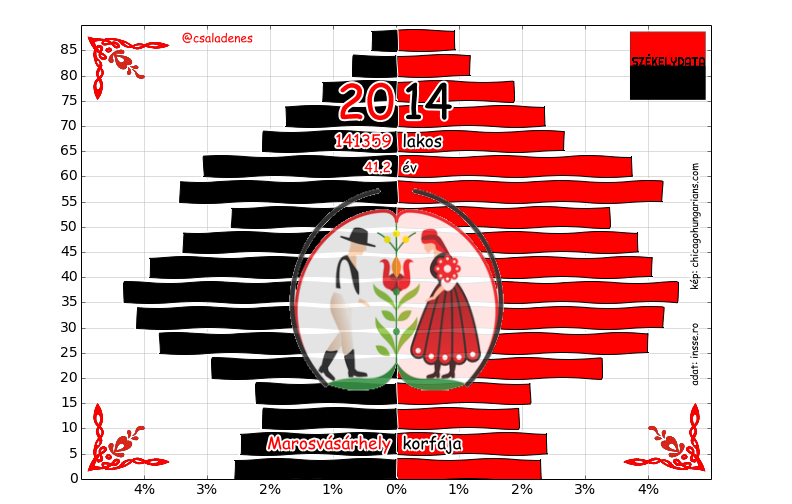 @csaladenes
SZÉKELYDATA
2014
141359 lakos
41,2 év
kép: chicagohungarians.com
adat: insse.ro
Marosvásárhely korfája
85
80
75
70
65
60
55
50
45
40
35
30
25
20
15
10
5
0
4% 3% 2% 1% 0% 1% 2% 3% 4%